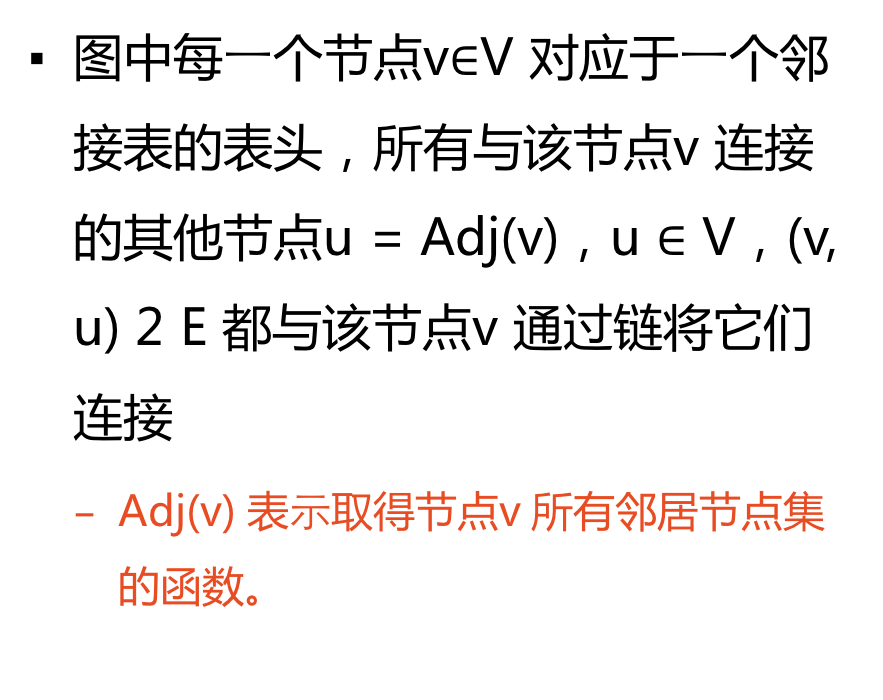 ▪ 图中每一个节点v∈V 对应于一个邻
接表的表头，所有与该节点v 连接
的其他节点u = Adj(v)，u ∈ V，(v,
u) 2 E 都与该节点v 通过链将它们
连接
– Adj(v) 表示取得节点v 所有邻居节点集
的函数。